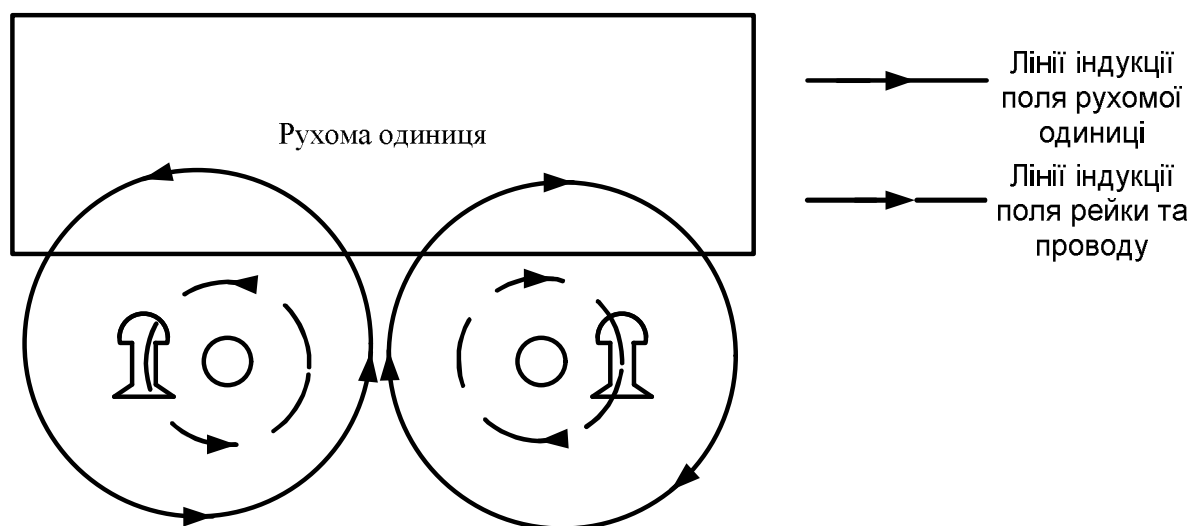 Рухома одиниця
Лінії індукції
поля рухомої
одиниці
Лінії індукції
поля рейки та
проводу